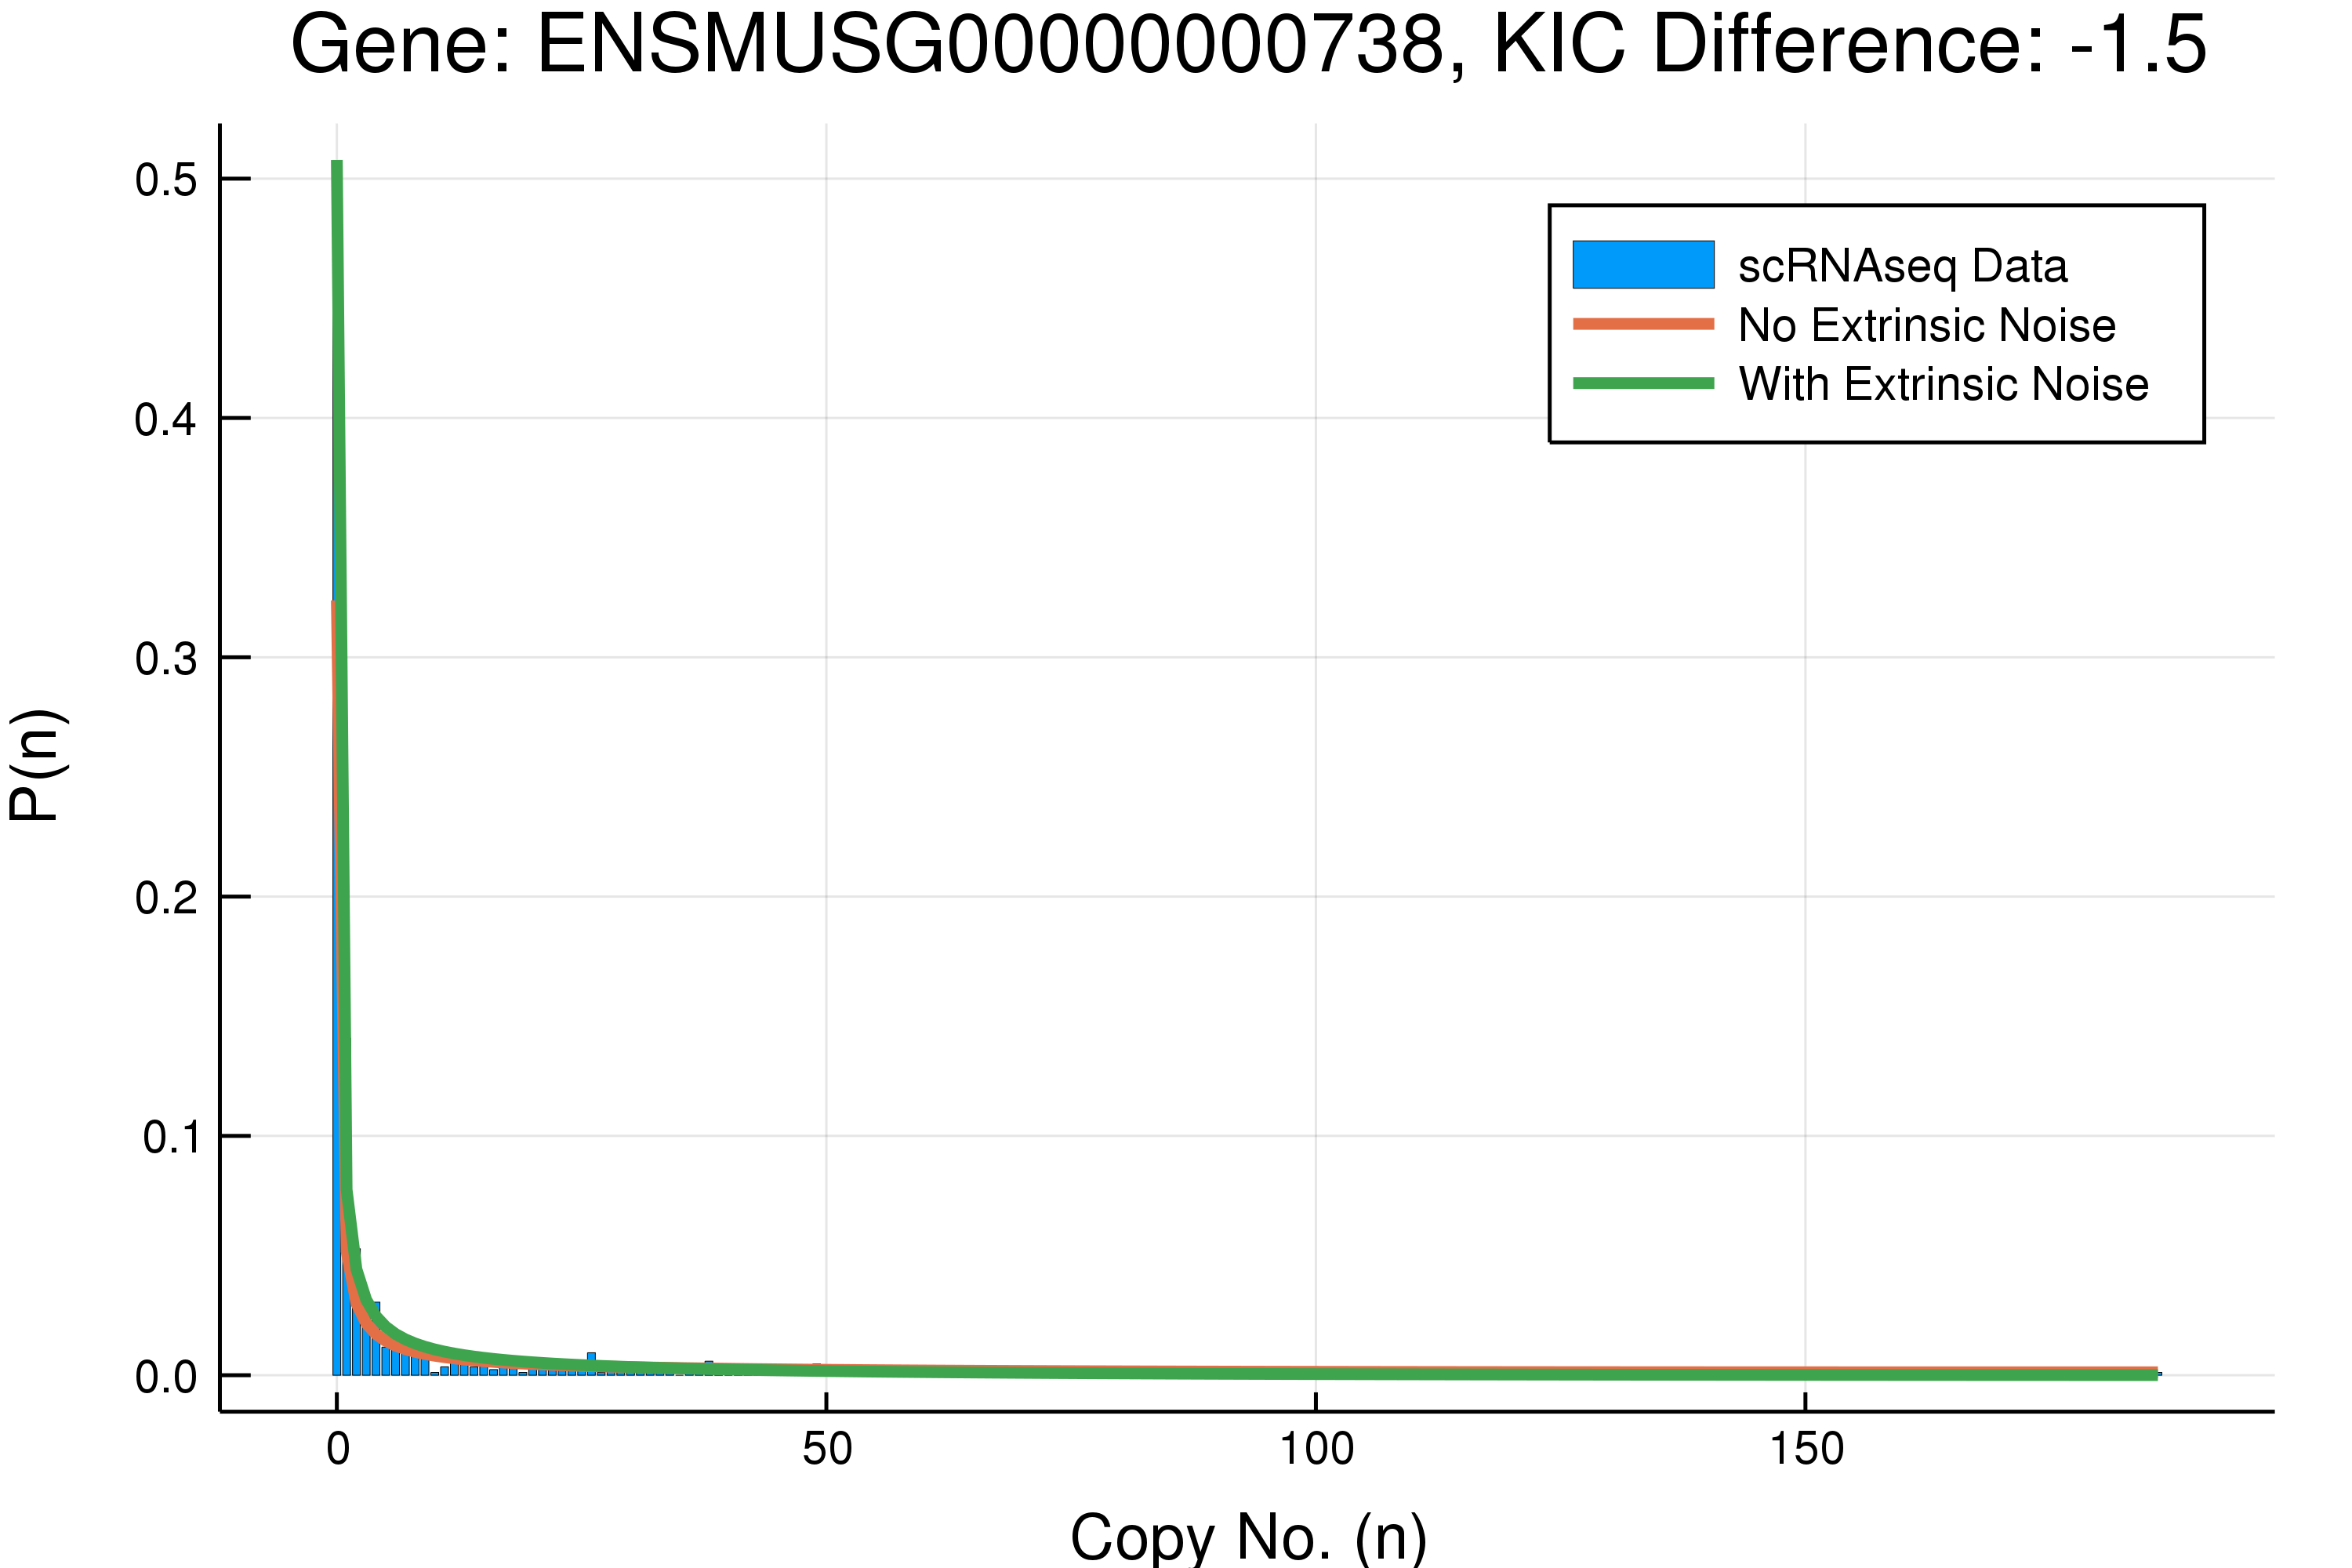 Gene: ENSMUSG00000000738, KIC Difference: -1.5
0.5
0.4
0.3
0.2
0.1
0.0
P(n)
scRNAseq Data
No Extrinsic Noise
With Extrinsic Noise
0 50 100 150
Copy No. (n)